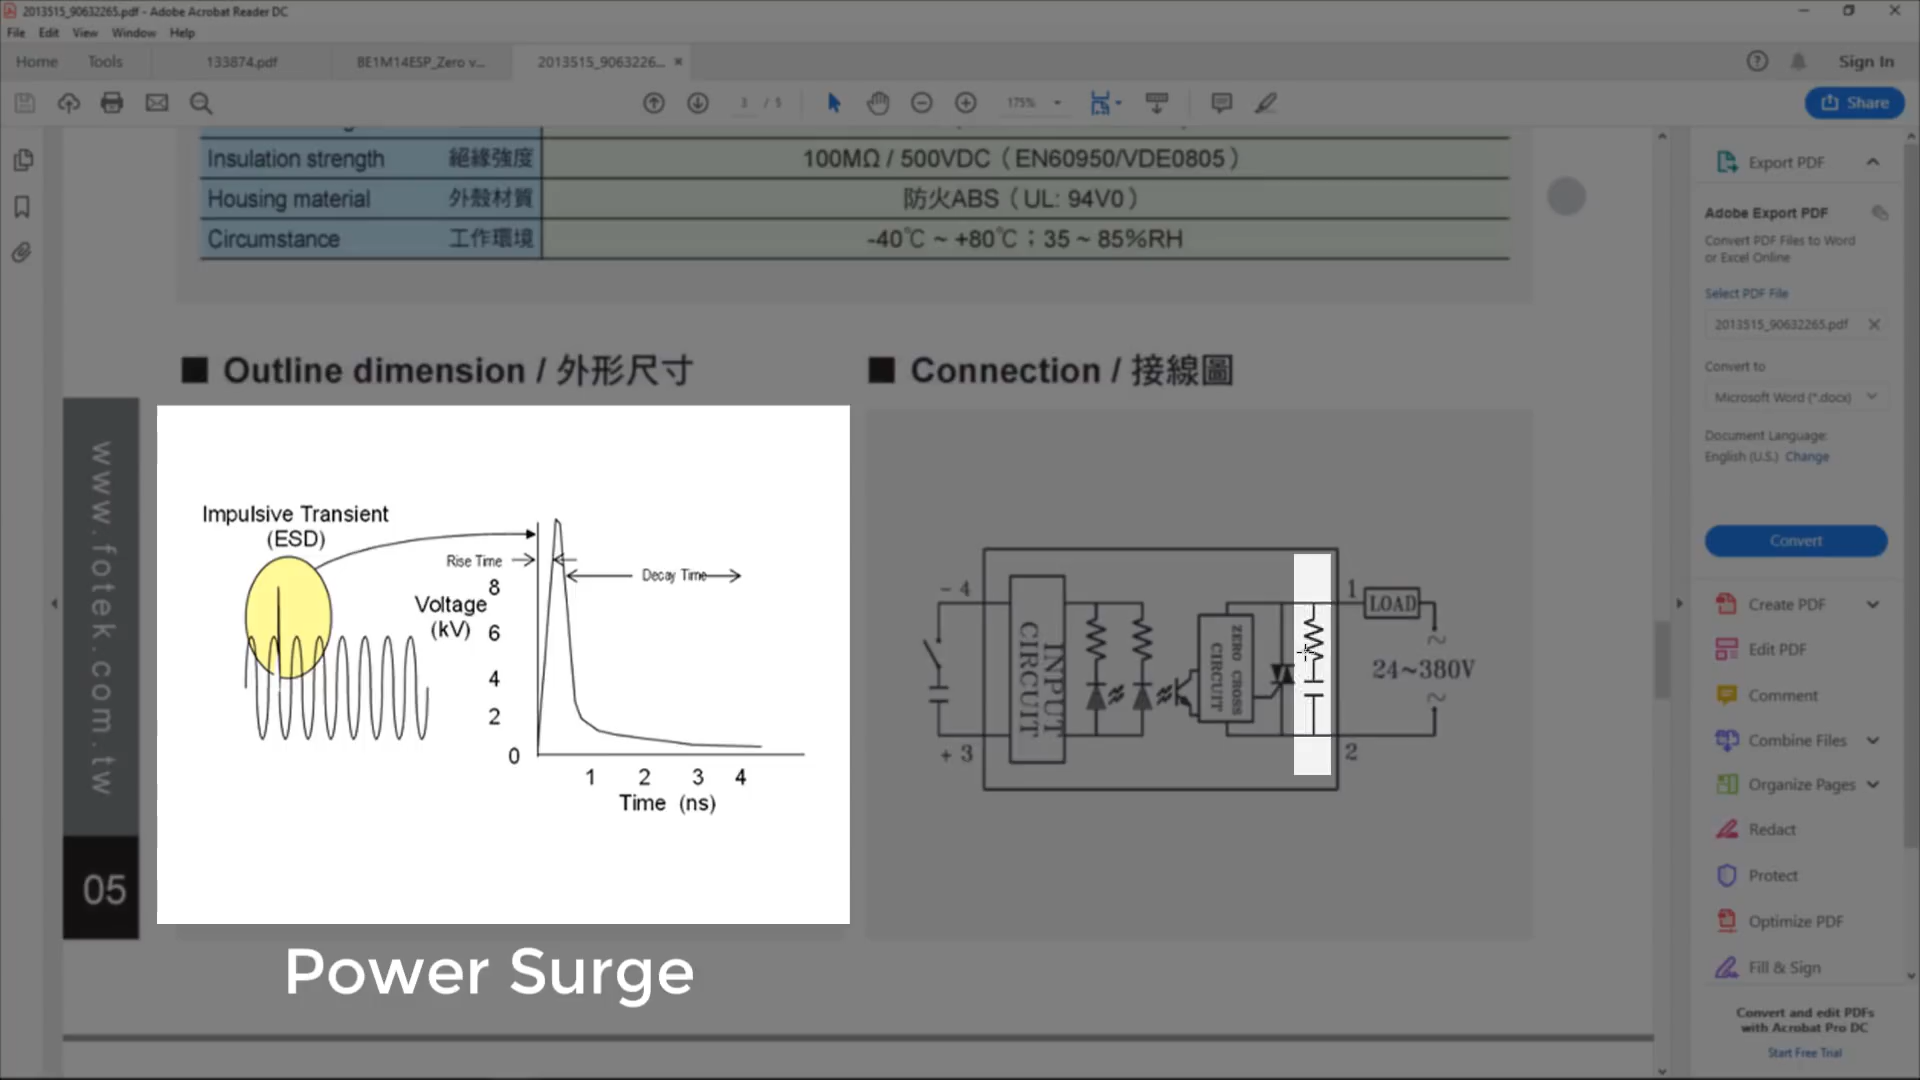 2013515_90632265.pdf - Adobe Acrobat Reader DC
File Edit View Window Help
Home Tools 133874.pdf BE1M14ESP_Zero v... 2013515_9063226... ×
3 / 5 175%
Sign In
Share
Insulation strength 絕緣強度 100MΩ / 500VDC（EN60950/VDE0805）
Housing material 外殼材質 防火ABS（UL: 94V0）
Circumstance 工作環境 -40℃ ~ +80℃；35 ~ 85%RH
■ Outline dimension / 外形尺寸
■ Connection / 接線圖
www.fotek.com.tw
05
Impulsive Transient
(ESD)
Rise Time
Decay Time
Voltage
(kV)
8
6
4
2
0
1 2 3 4
Time (ns)
Power Surge
- 4
+ 3
INPUT
CIRCUIT
ZERO CROSS
CIRCUIT
1
2
LOAD
24~380V
Export PDF
Adobe Export PDF
Convert PDF Files to Word
or Excel Online
Select PDF File
2013515_90632265.pdf
Convert to
Microsoft Word (*.docx)
Document Language:
English (U.S.) Change
Convert
Create PDF
Edit PDF
Comment
Combine Files
Organize Pages
Redact
Protect
Optimize PDF
Fill & Sign
Convert and edit PDFs
with Acrobat Pro DC
Start Free Trial